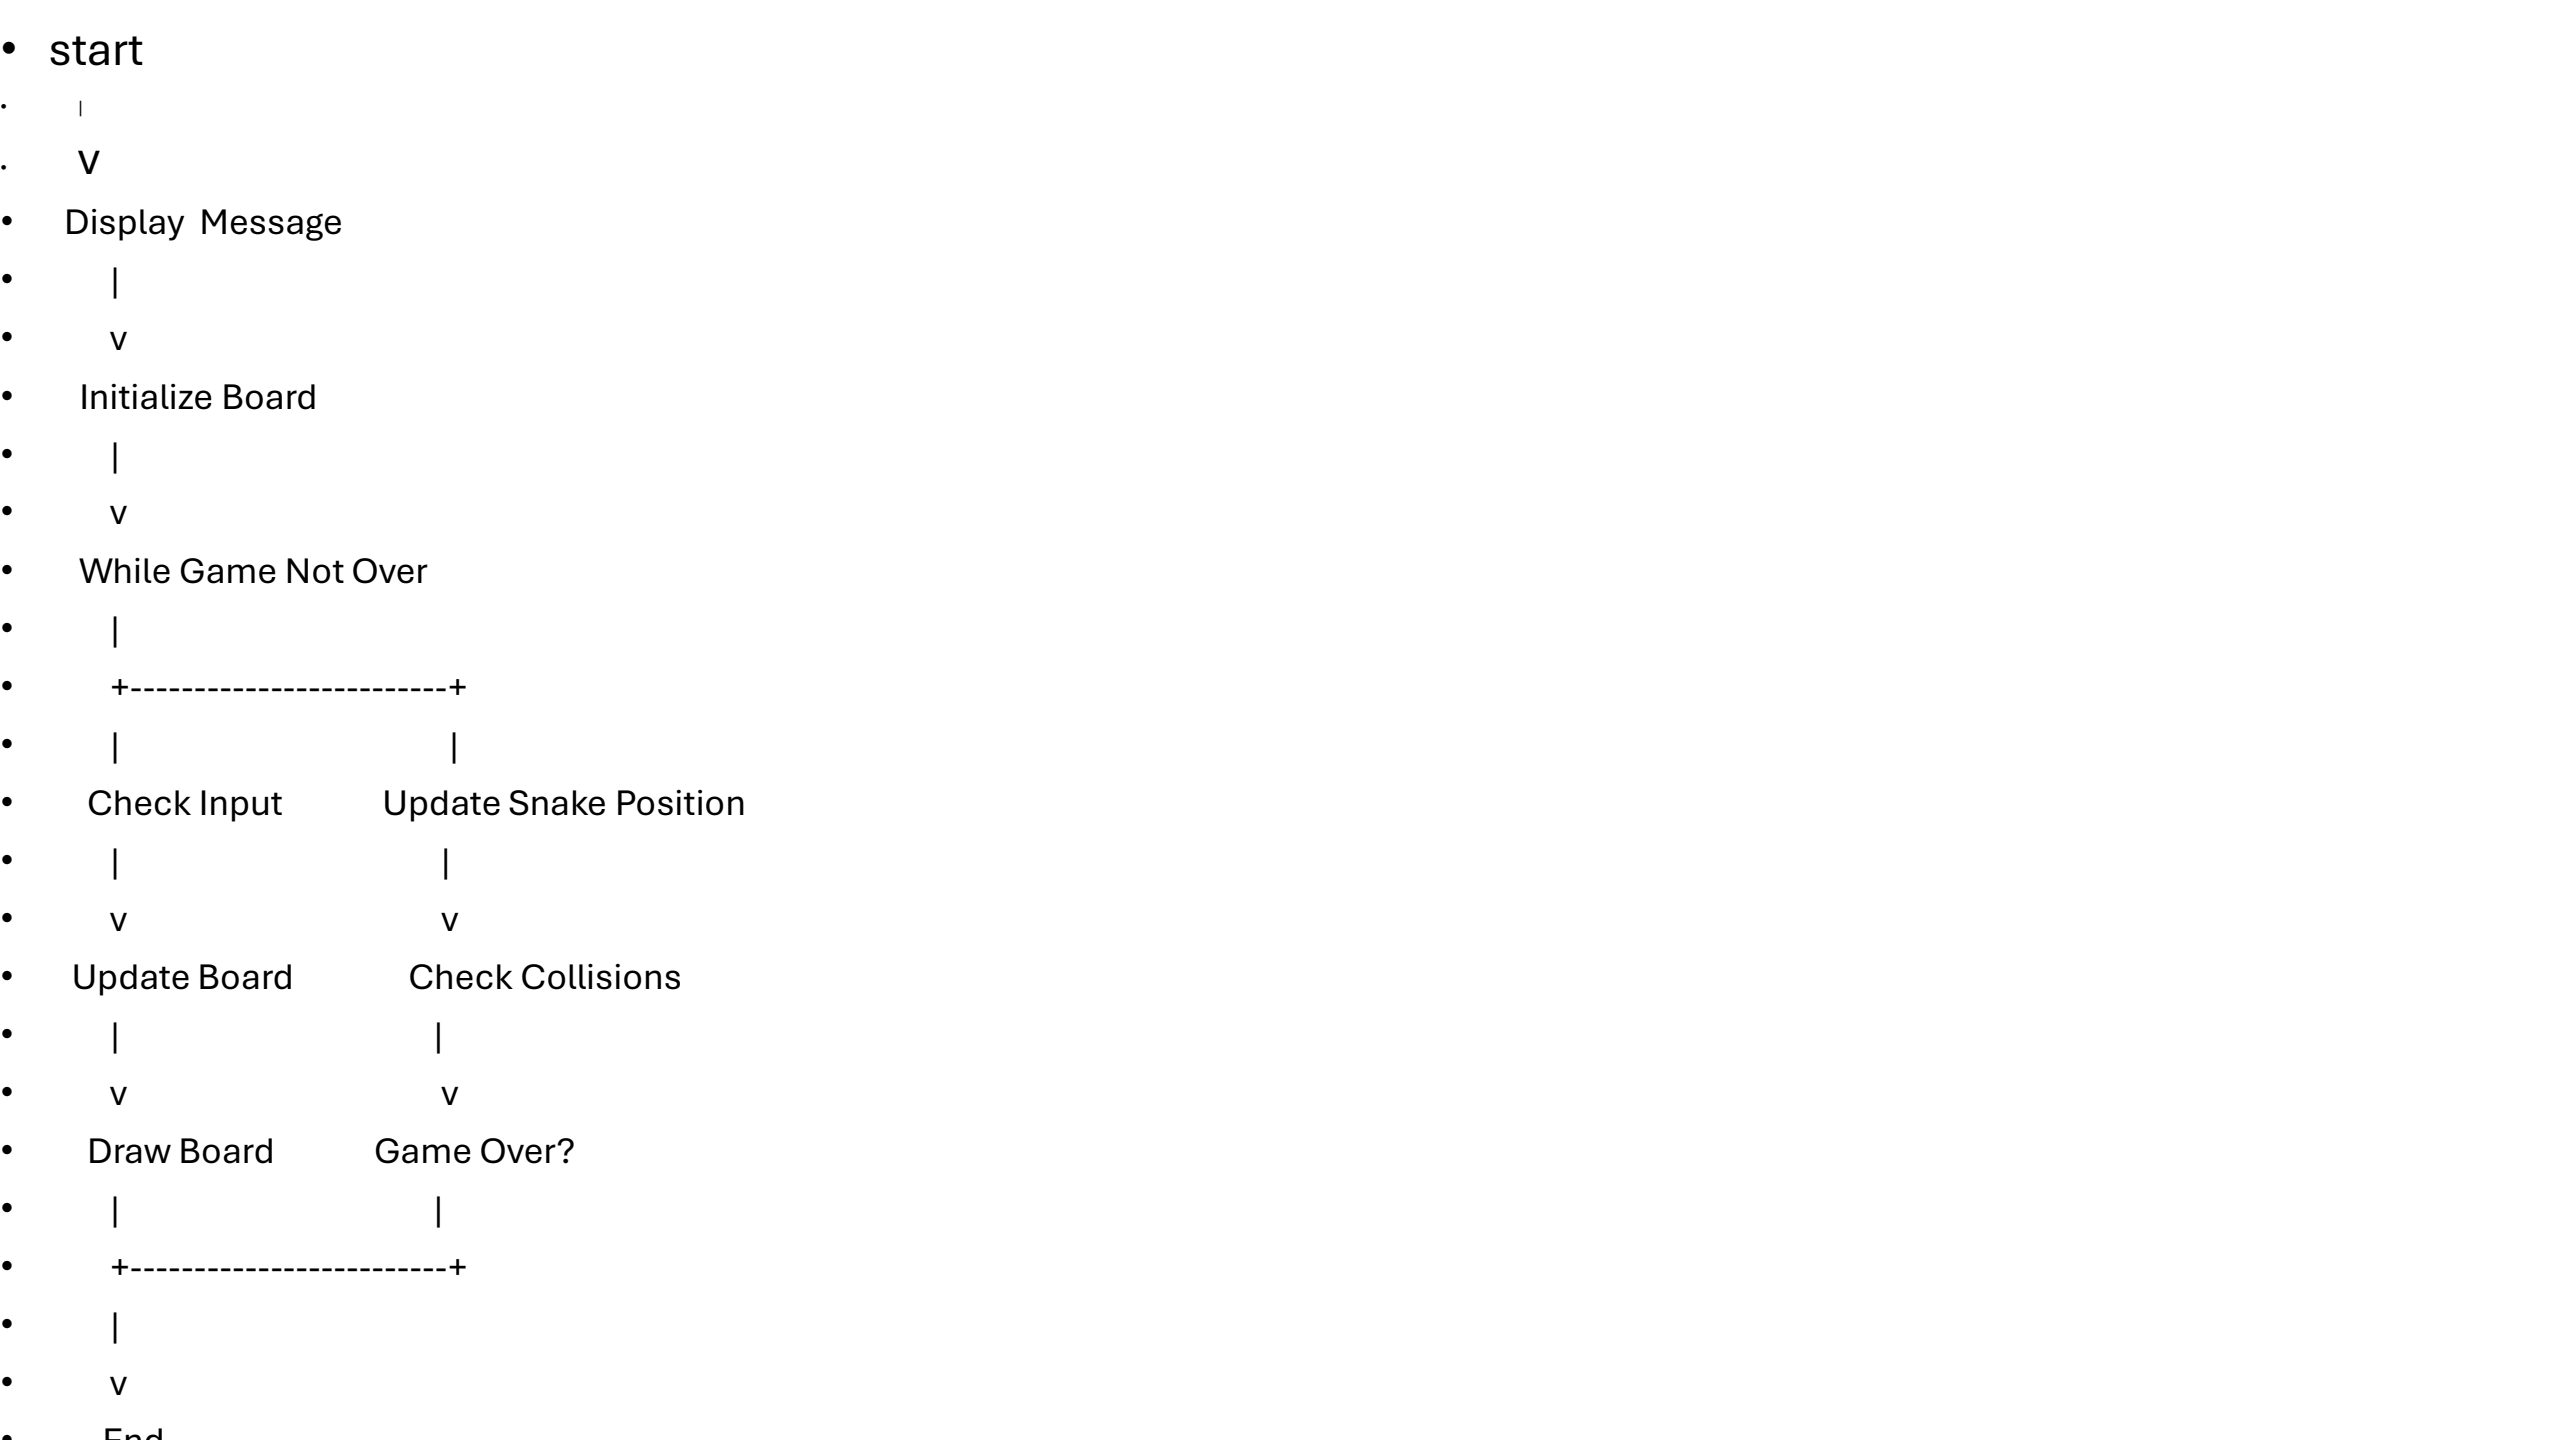 • start
• |
• v
• Display  Message
• |
• v
• Initialize Board
• |
• v
• While Game Not Over
• |
• +-------------------------+
• | |
• Check Input Update Snake Position
• | |
• v v
• Update Board Check Collisions
• | |
• v v
• Draw Board Game Over?
• | |
• +-------------------------+
• |
• v
• End